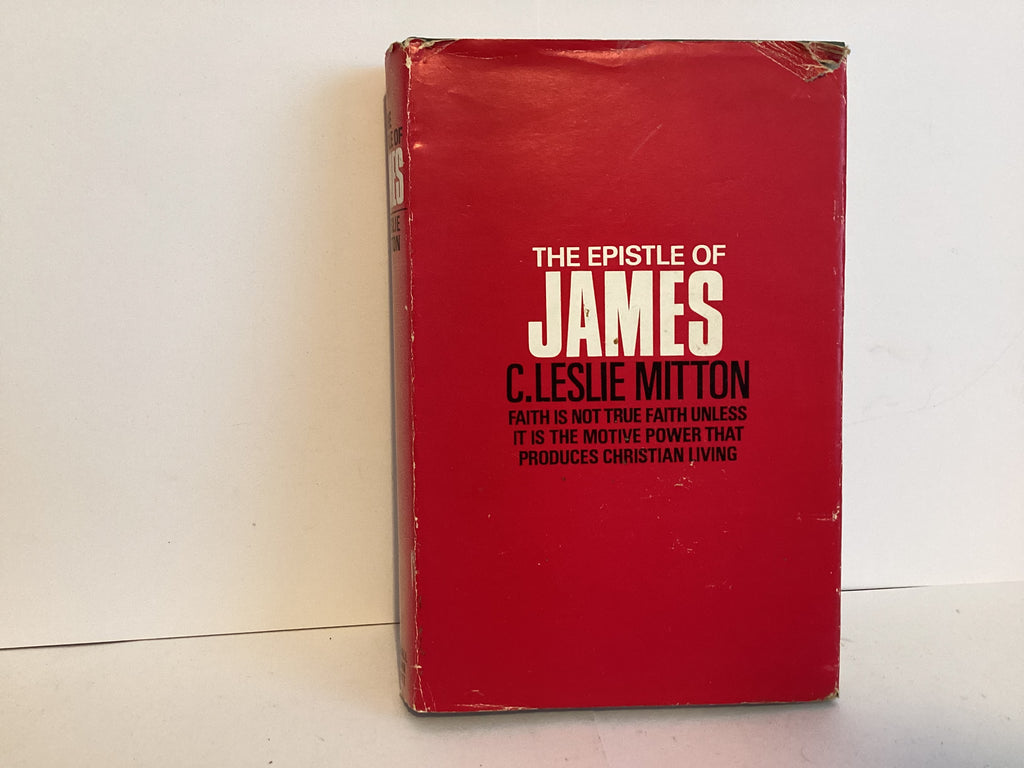 THE EPISTLE OF
JAMES
C.LESLIE MITTON
FAITH IS NOT TRUE FAITH UNLESS
IT IS THE MOTIVE POWER THAT
PRODUCES CHRISTIAN LIVING